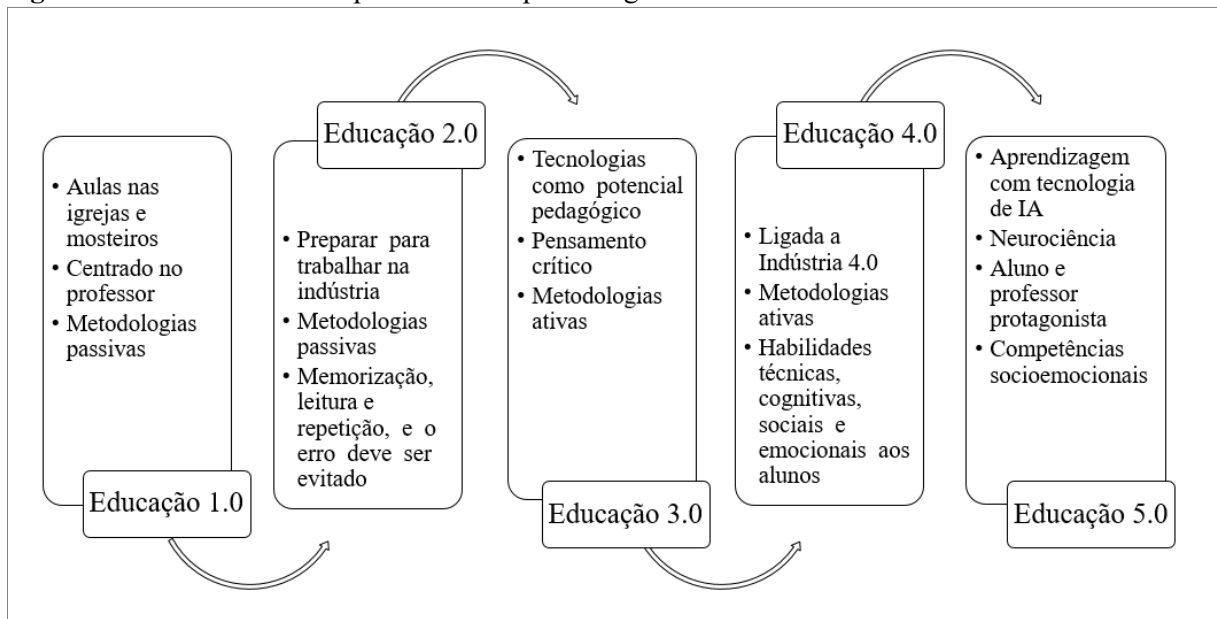 • Aulas nas
igrejas e
mosteiros
• Centrado no
professor
• Metodologias
passivas
Educação 1.0
Educação 2.0
• Preparar para
trabalhar na
indústria
• Metodologias
passivas
• Memorização,
leitura e
repetição, e o
erro deve ser
evitado
• Tecnologias
como potencial
pedagógico
• Pensamento
crítico
• Metodologias
ativas
Educação 3.0
Educação 4.0
• Ligada a
Indústria 4.0
• Metodologias
ativas
• Habilidades
técnicas,
cognitivas,
sociais e
emocionais aos
alunos
• Aprendizagem
com tecnologia
de IA
• Neurociência
• Aluno e
professor
protagonista
• Competências
socioemocionais
Educação 5.0